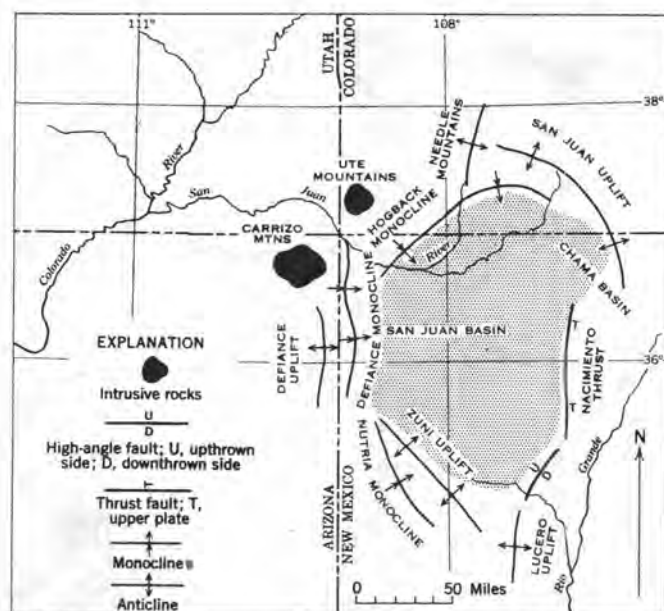 111°
108°
UTAH
COLORADO
38°
River
San
Juan
Colorado
UTE
MOUNTAINS
NEEDLE
MOUNTAINS
SAN JUAN UPLIFT
HOGBACK
MONOCLINE
River
CARRIZO
MTNS
CHAMA BASIN
DEFIANCE MONOCLINE
SAN JUAN BASIN
DEFIANCE
UPLIFT
36°
T
T
NACIMIENTO
THRUST
EXPLANATION
Intrusive rocks
U
D
High-angle fault; U, upthrown
side; D, downthrown side
T
Thrust fault; T,
upper plate
Monocline
Anticline
ZUNI UPLIFT
NUTRIA MONOCLINE
U
D
Rio Grande
N
ARIZONA
NEW MEXICO
LUCERO
UPLIFT
0 50 Miles